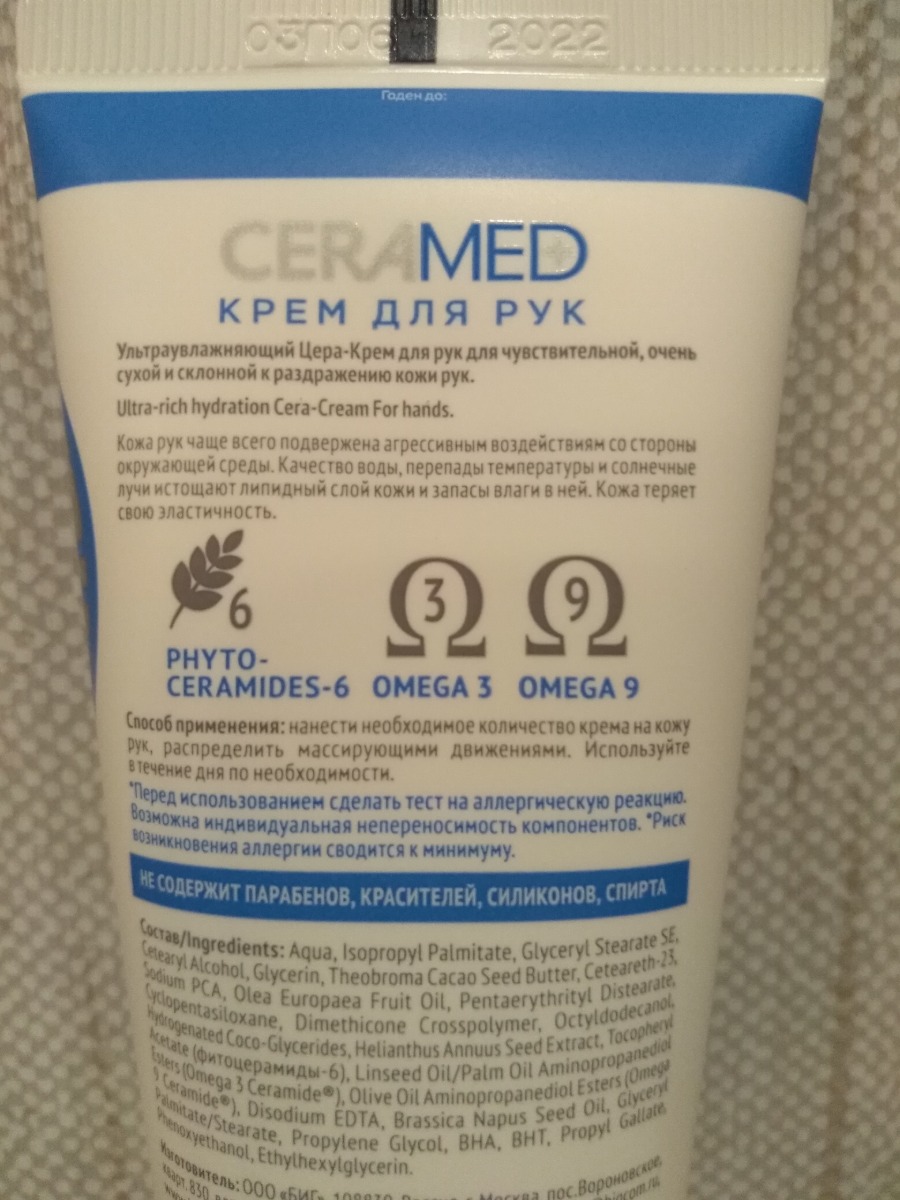 03П06 2022
Годен до:
CERAMED
КРЕМ ДЛЯ РУК
Ультраувлажняющий Цера-Крем для рук для чувствительной, очень
сухой и склонной к раздражению кожи рук.
Ultra-rich hydration Cera-Cream For hands.
Кожа рук чаще всего подвержена агрессивным воздействиям со стороны
окружающей среды. Качество воды, перепады температуры и солнечные
лучи истощают липидный слой кожи и запасы влаги в ней. Кожа теряет
свою эластичность.
6 3 9
PHYTO-
CERAMIDES-6 OMEGA 3 OMEGA 9
Способ применения: нанести необходимое количество крема на кожу
рук, распределить массирующими движениями. Используйте
в течение дня по необходимости.
*Перед использованием сделать тест на аллергическую реакцию.
Возможна индивидуальная непереносимость компонентов. *Риск
возникновения аллергии сводится к минимуму.
НЕ СОДЕРЖИТ ПАРАБЕНОВ, КРАСИТЕЛЕЙ, СИЛИКОНОВ, СПИРТА
Состав/Ingredients: Aqua, Isopropyl Palmitate, Glyceryl Stearate SE,
Cetearyl Alcohol, Glycerin, Theobroma Cacao Seed Butter, Ceteareth-23,
Sodium PCA, Olea Europaea Fruit Oil, Pentaerythrityl Distearate,
Cyclopentasiloxane, Dimethicone Crosspolymer, Octyldodecanol,
Hydrogenated Coco-Glycerides, Helianthus Annuus Seed Extract, Tocopheryl
Acetate (фитоцерамиды-6), Linseed Oil/Palm Oil Aminopropanediol
Esters (Omega 3 Ceramide®), Olive Oil Aminopropanediol Esters (Omega
9 Ceramide®), Disodium EDTA, Brassica Napus Seed Oil, Glyceryl
Palmitate/Stearate, Propylene Glycol, BHA, BHT, Propyl Gallate,
Phenoxyethanol, Ethylhexylglycerin.
Изготовитель: ООО «БИГ», 108830, Россия, г. Москва, пос. Вороновское,
кварт. 830,